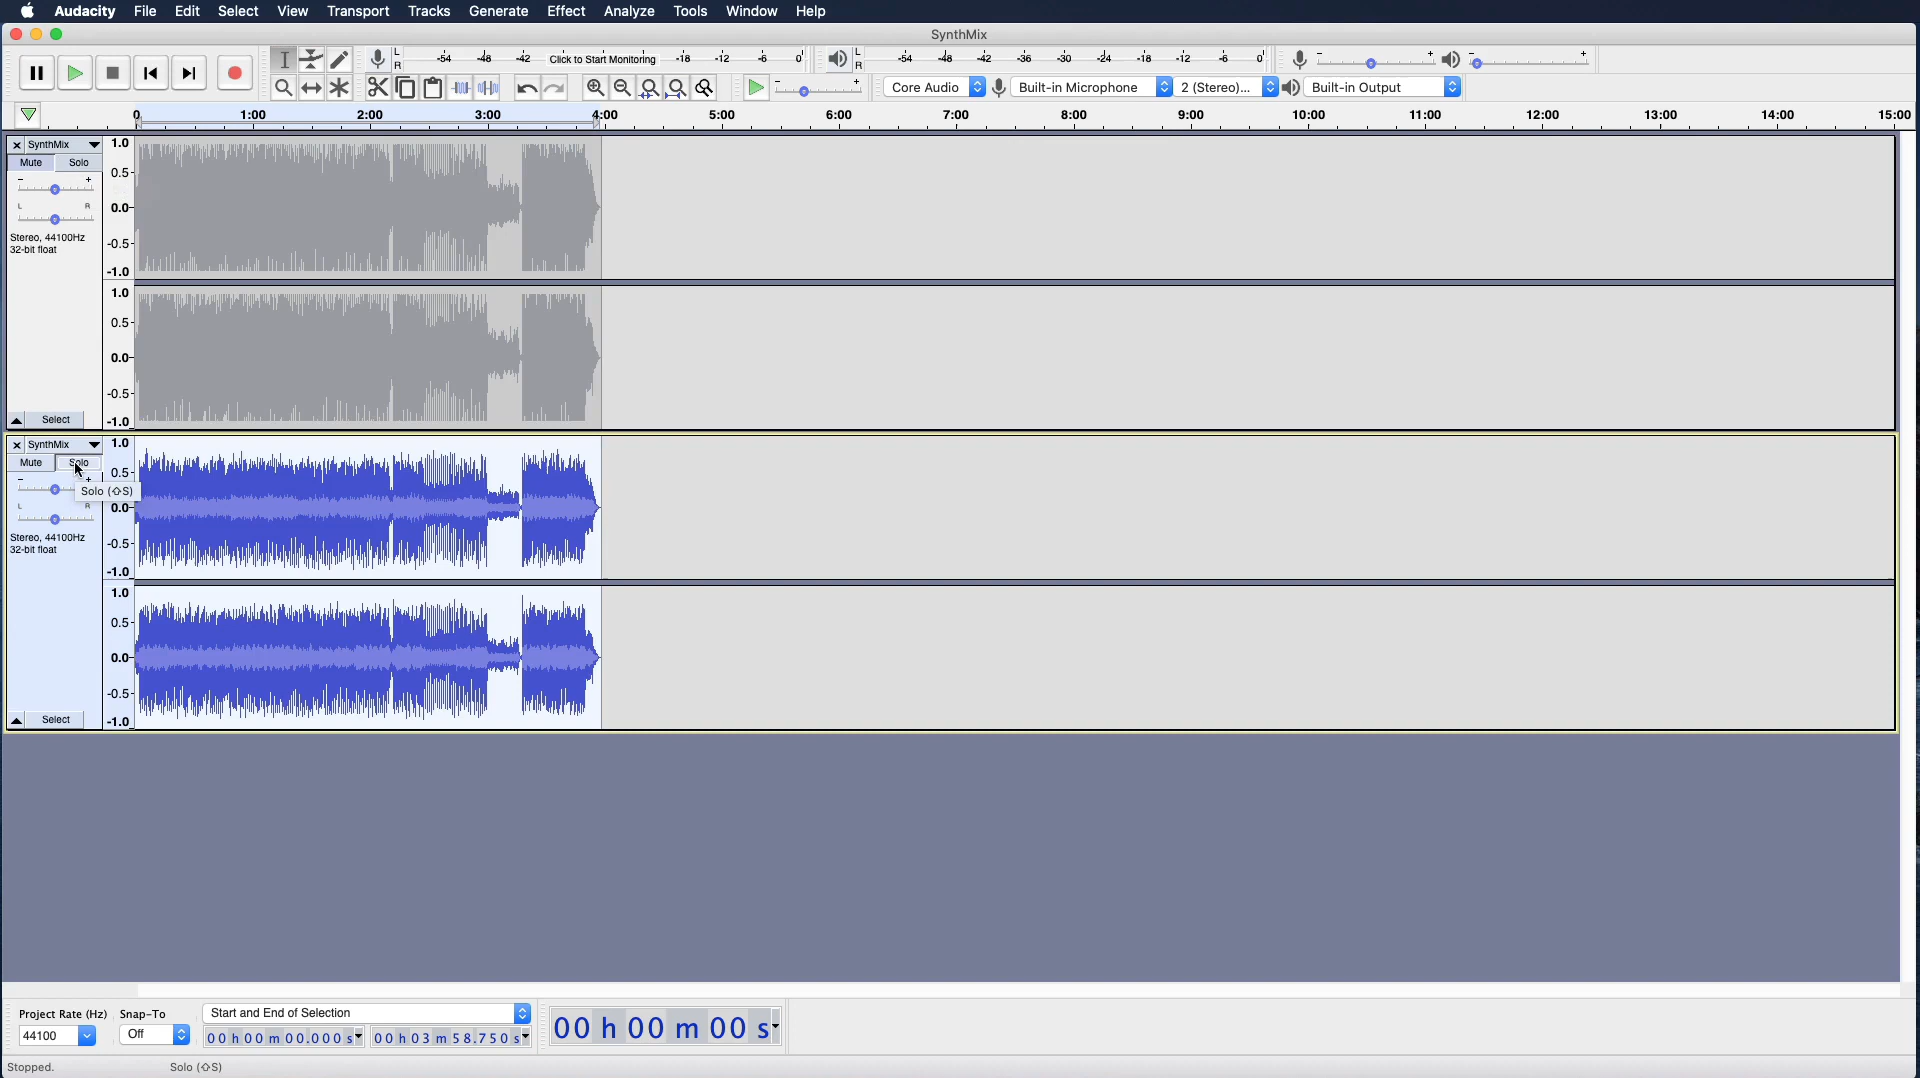 Audacity File Edit Select View Transport Tracks Generate Effect Analyze Tools Window Help
SynthMix
L R -54 -48 -42 Click to Start Monitoring -18 -12 -6 0 L R -54 -48 -42 -36 -30 -24 -18 -12 -6 0 - + - +
- + Core Audio Built-in Microphone 2 (Stereo)... Built-in Output
0 1:00 2:00 3:00 4:00 5:00 6:00 7:00 8:00 9:00 10:00 11:00 12:00 13:00 14:00 15:00
SynthMix 1.0
Mute Solo
- + 0.5
L R 0.0
Stereo, 44100Hz -0.5
32-bit float
-1.0
1.0
0.5
0.0
-0.5
Select -1.0
SynthMix 1.0
Mute Solo
- + 0.5
Solo (⇧S)
L R 0.0
Stereo, 44100Hz -0.5
32-bit float
-1.0
1.0
0.5
0.0
-0.5
Select -1.0
Project Rate (Hz) Snap-To Start and End of Selection
44100 Off 00 h 00 m 00.000 s 00 h 03 m 58.750 s 00 h 00 m 00 s
Stopped. Solo (⇧S)